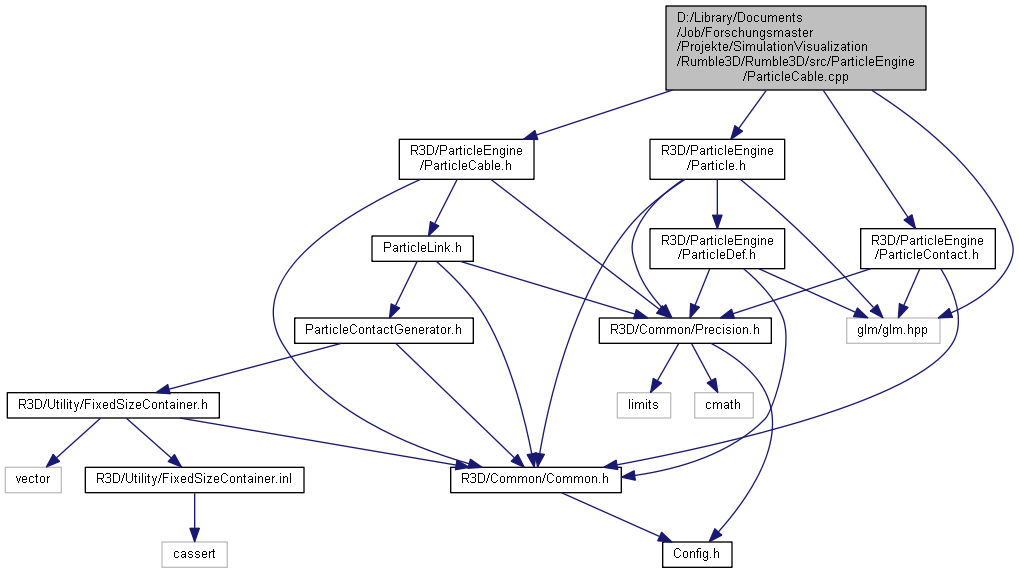 D:/Library/Documents
/Job/Forschungsmaster
/Projekte/SimulationVisualization
/Rumble3D/Rumble3D/src/ParticleEngine
/ParticleCable.cpp
R3D/ParticleEngine
/ParticleCable.h
R3D/ParticleEngine
/Particle.h
ParticleLink.h
R3D/ParticleEngine
/ParticleDef.h
R3D/ParticleEngine
/ParticleContact.h
ParticleContactGenerator.h
R3D/Common/Precision.h
glm/glm.hpp
R3D/Utility/FixedSizeContainer.h
limits
cmath
vector
R3D/Utility/FixedSizeContainer.inl
R3D/Common/Common.h
cassert
Config.h